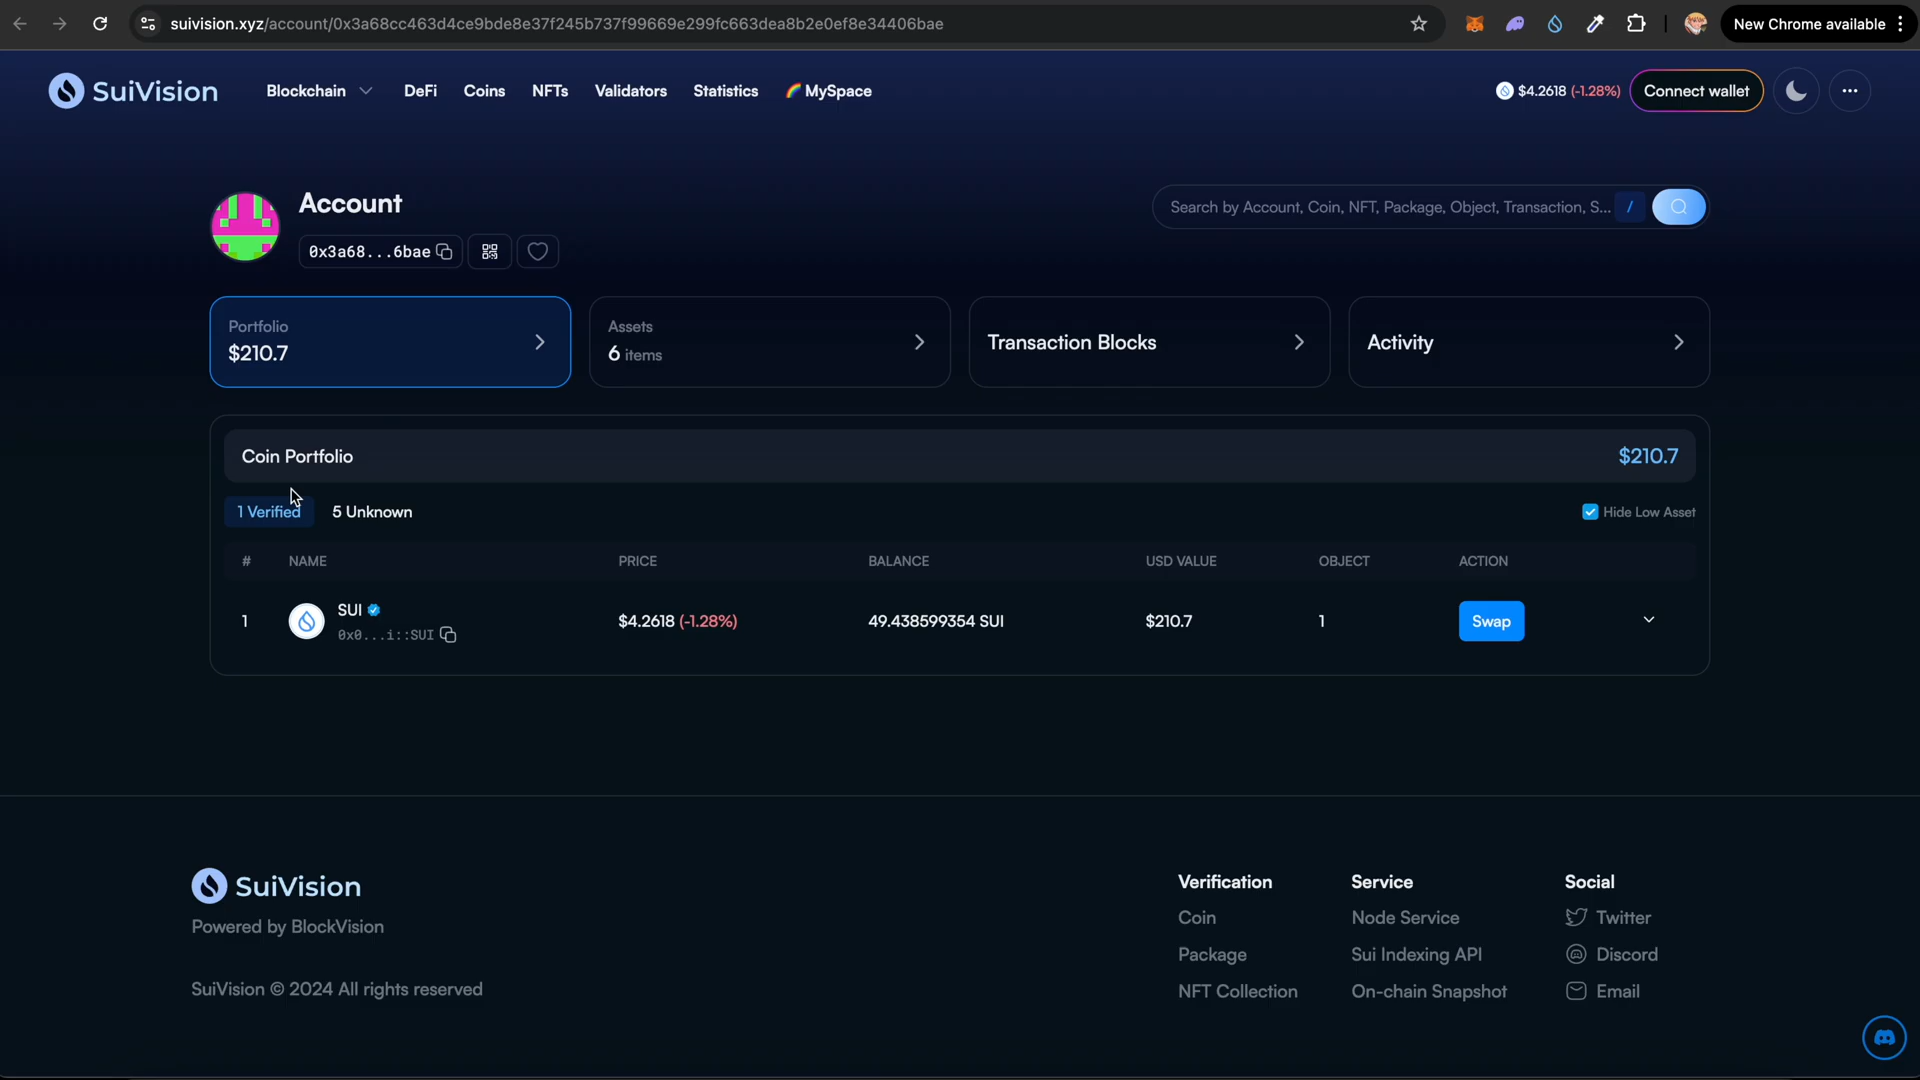 suivision.xyz/account/0x3a68cc463d4ce9bde8e37f245b737f99669e299fc663dea8b2e0ef8e34406bae
New Chrome available
SuiVision
Blockchain DeFi Coins NFTs Validators Statistics MySpace
$4.2618 (-1.28%) Connect wallet
Account
0x3a68...6bae
Search by Account, Coin, NFT, Package, Object, Transaction, S... /
Portfolio
$210.7
Assets
6 items
Transaction Blocks
Activity
Coin Portfolio $210.7
1 Verified 5 Unknown Hide Low Asset
# NAME PRICE BALANCE USD VALUE OBJECT ACTION
1 SUI $4.2618 (-1.28%) 49.438599354 SUI $210.7 1 Swap
0x0...i::SUI
SuiVision
Powered by BlockVision
SuiVision © 2024 All rights reserved
Verification
Coin
Package
NFT Collection
Service
Node Service
Sui Indexing API
On-chain Snapshot
Social
Twitter
Discord
Email